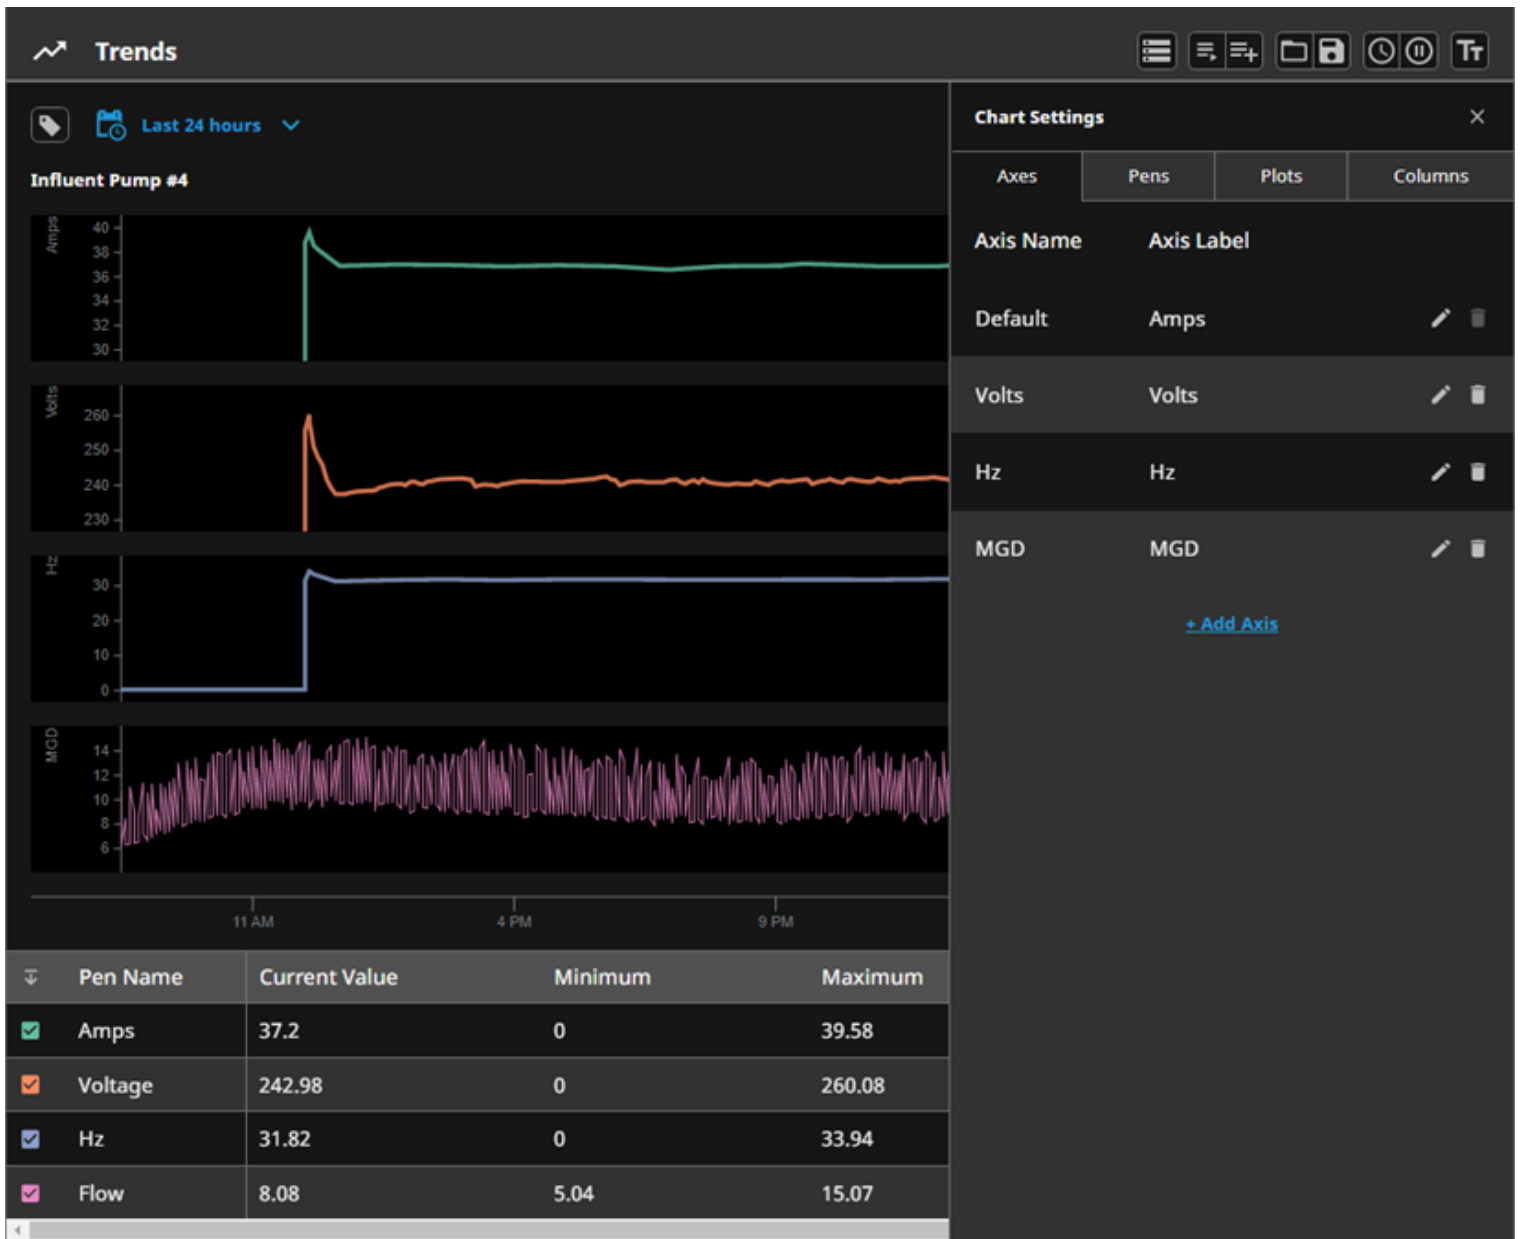 Trends
Last 24 hours
Influent Pump #4
Amps
40
38
36
34
32
30
Volts
260
250
240
230
Hz
30
20
10
0
MGD
14
12
10
8
6
11 AM 4 PM 9 PM
Pen Name Current Value Minimum Maximum
Amps 37.2 0 39.58
Voltage 242.98 0 260.08
Hz 31.82 0 33.94
Flow 8.08 5.04 15.07
Chart Settings
Axes Pens Plots Columns
Axis Name Axis Label
Default Amps
Volts Volts
Hz Hz
MGD MGD
+ Add Axis